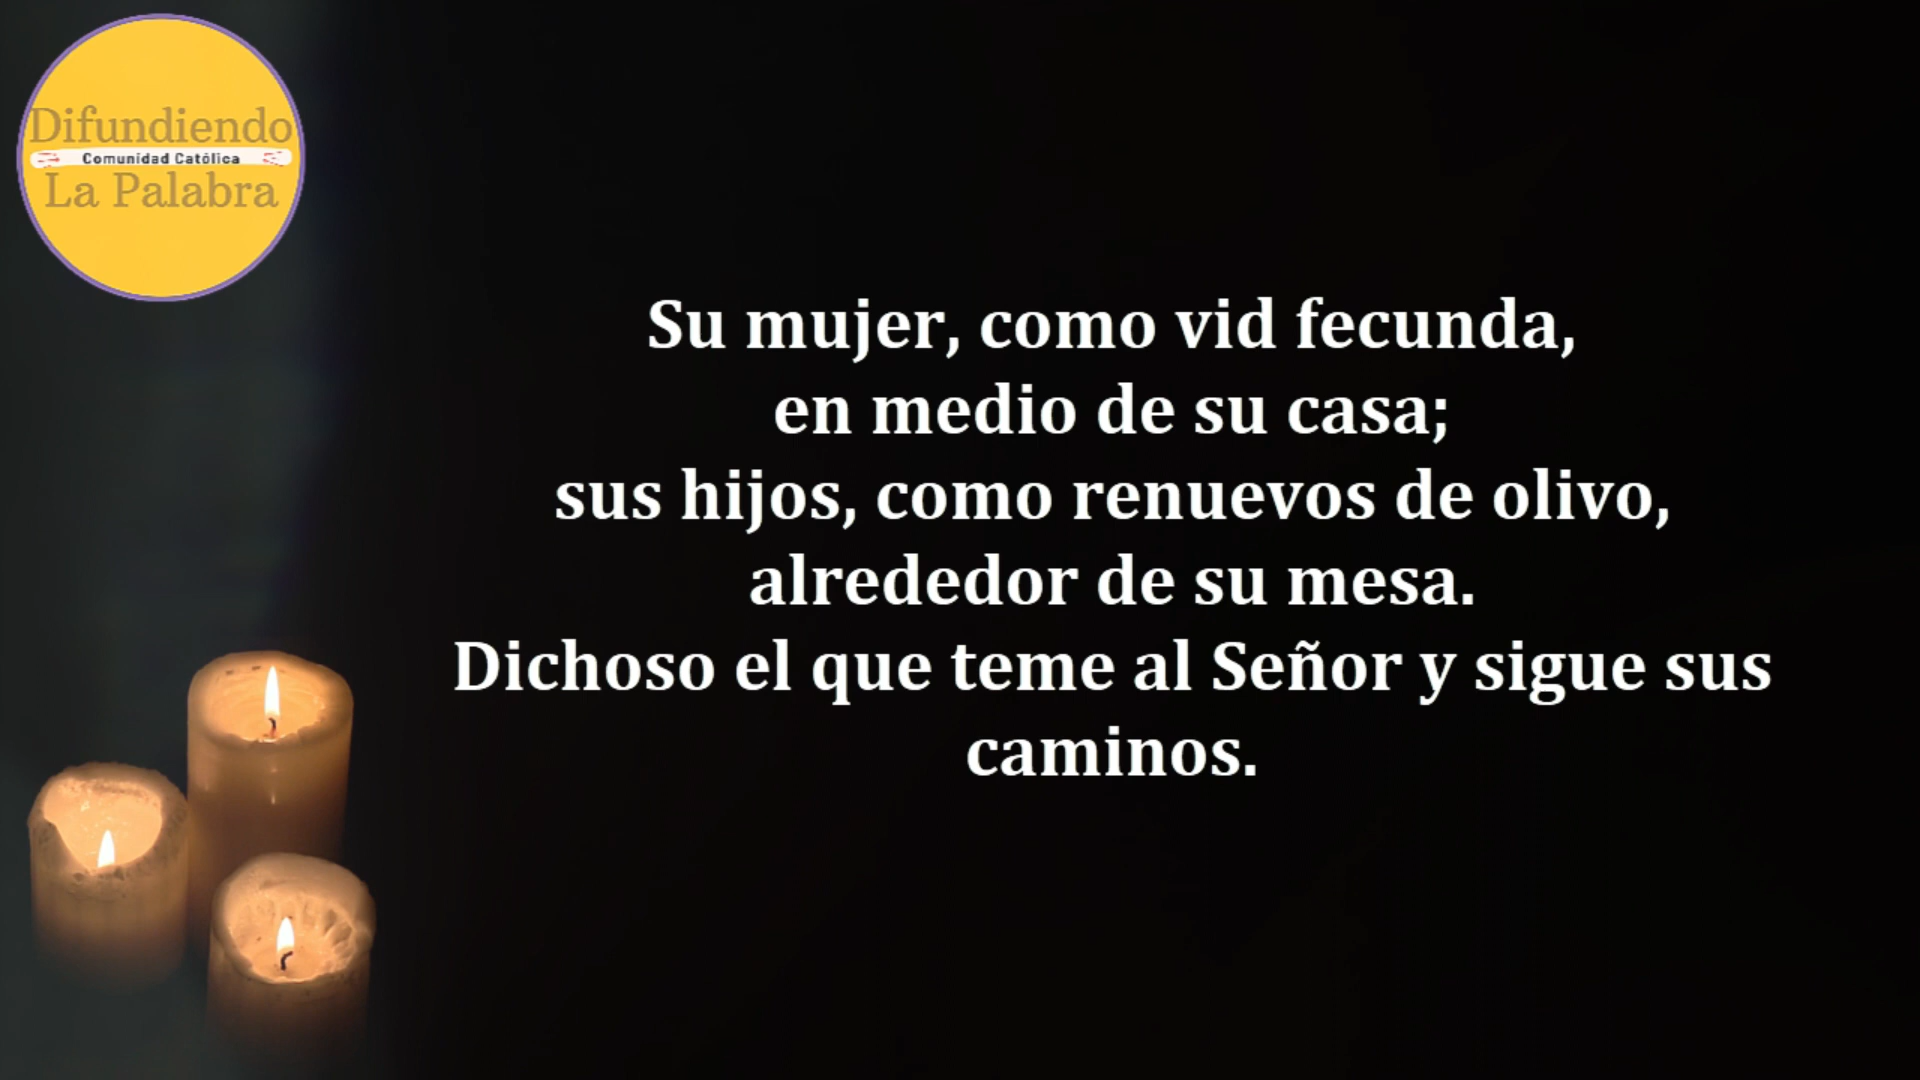 Difundiendo
Comunidad Católica
La Palabra
Su mujer, como vid fecunda,
en medio de su casa;
sus hijos, como renuevos de olivo,
alrededor de su mesa.
Dichoso el que teme al Señor y sigue sus
caminos.